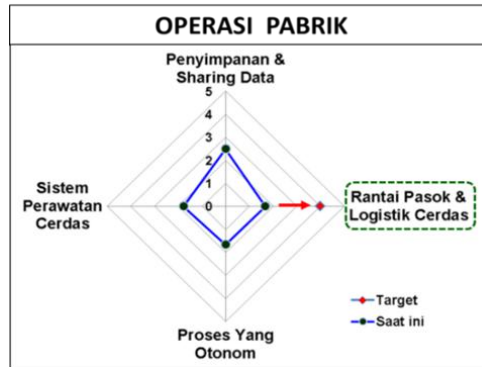 OPERASI PABRIK
Penyimpanan &
Sharing Data
5
4
3
2
1
0
Sistem
Perawatan
Cerdas
Rantai Pasok &
Logistik Cerdas
Target
Saat ini
Proses Yang
Otonom